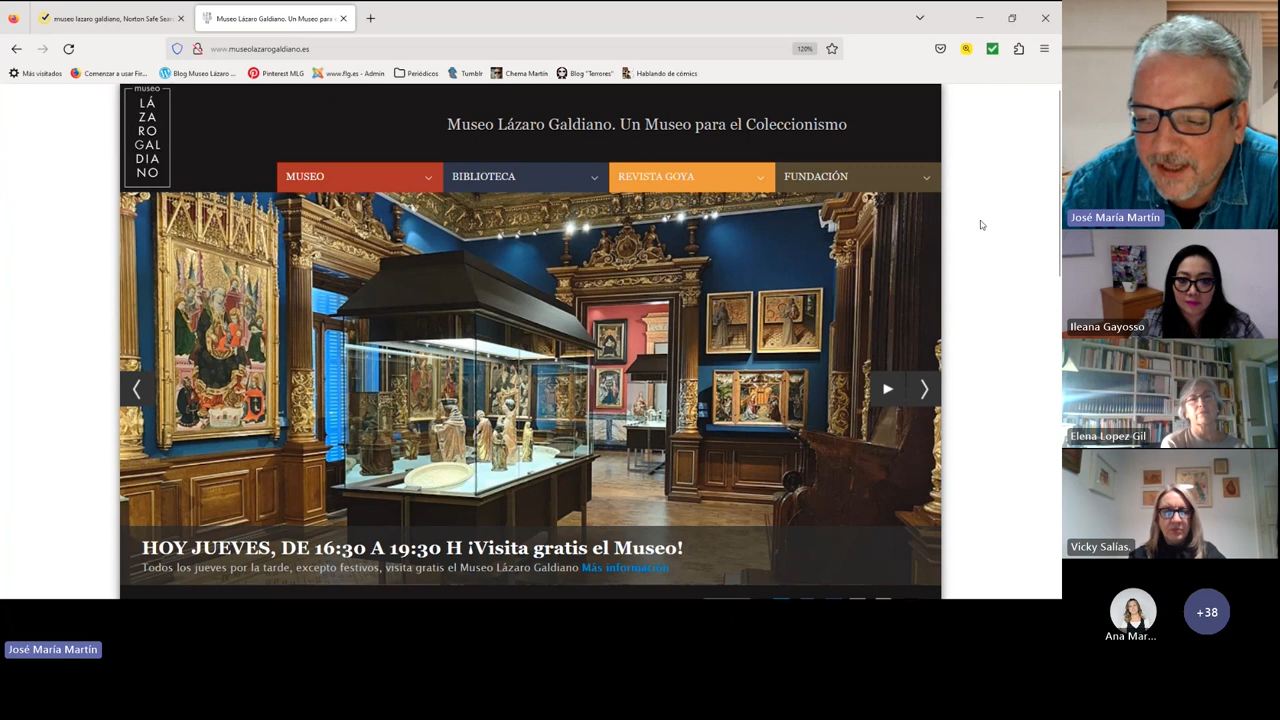 museo lazaro galdiano, Norton Safe Sear
Museo Lázaro Galdiano. Un Museo para
www.museolazarogaldiano.es
120%
Más visitados
Comenzar a usar Fir...
Blog Museo Lázaro ...
Pinterest MLG
www.flg.es - Admin
Periódicos
Tumblr
Chema Martín
Blog "Terrores"
Hablando de cómics
museo
LÁ
ZA
RO
GAL
DIA
NO
Museo Lázaro Galdiano. Un Museo para el Coleccionismo
MUSEO
BIBLIOTECA
REVISTA GOYA
FUNDACIÓN
HOY JUEVES, DE 16:30 A 19:30 H ¡Visita gratis el Museo!
Todos los jueves por la tarde, excepto festivos, visita gratis el Museo Lázaro Galdiano Más información
José María Martín
José María Martín
Ileana Gayosso
Elena Lopez Gil
Vicky Salías.
Ana Mar...
+38